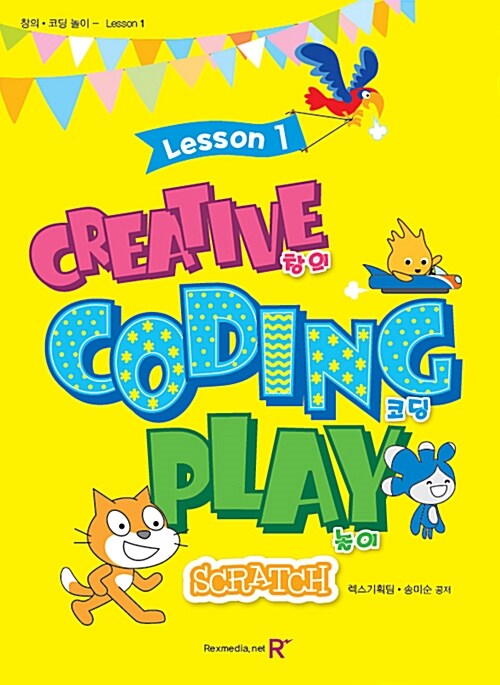 창의 • 코딩 놀이 – Lesson 1
Lesson 1
CREATIVE
창의
CODING
코딩
PLAY
놀이
SCRATCH
렉스기획팀 • 송미순 공저
Rexmedia.net R